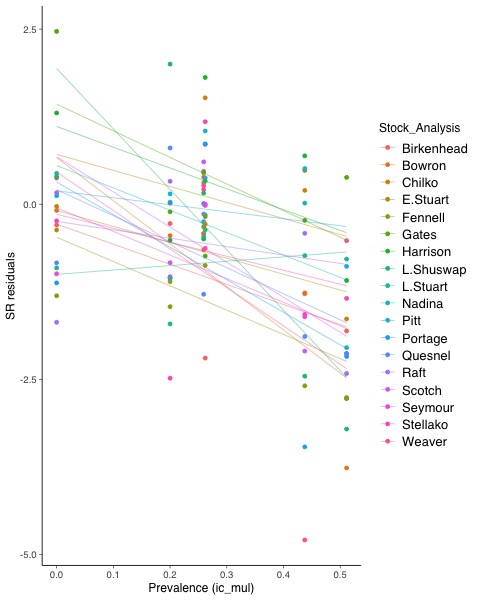 2.5
0.0
-2.5
-5.0
SR residuals
0.0 0.1 0.2 0.3 0.4 0.5
Prevalence (ic_mul)
Stock_Analysis
Birkenhead
Bowron
Chilko
E.Stuart
Fennell
Gates
Harrison
L.Shuswap
L.Stuart
Nadina
Pitt
Portage
Quesnel
Raft
Scotch
Seymour
Stellako
Weaver